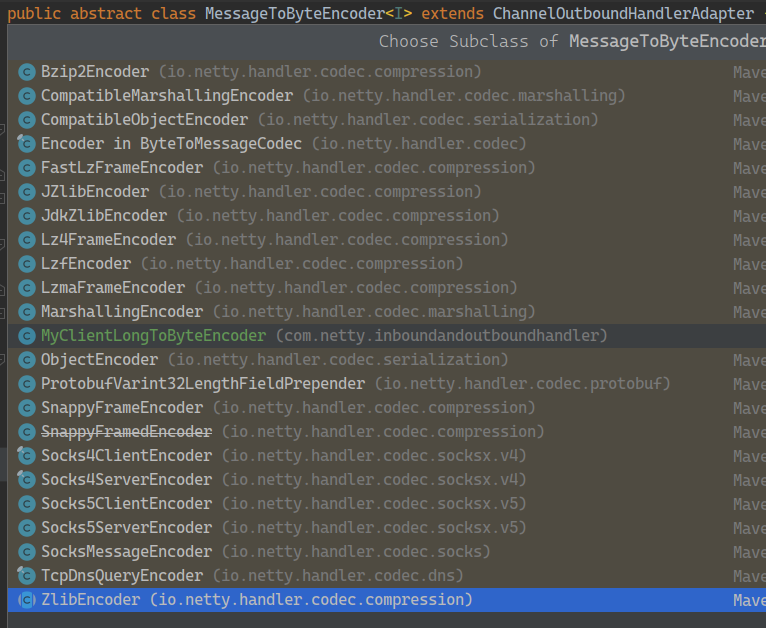 public abstract class MessageToByteEncoder<I> extends ChannelOutboundHandlerAdapter
Choose Subclass of MessageToByteEncoder
Bzip2Encoder (io.netty.handler.codec.compression) Mave
CompatibleMarshallingEncoder (io.netty.handler.codec.marshalling) Mave
CompatibleObjectEncoder (io.netty.handler.codec.serialization) Mave
Encoder in ByteToMessageCodec (io.netty.handler.codec) Mave
FastLzFrameEncoder (io.netty.handler.codec.compression) Mave
JZlibEncoder (io.netty.handler.codec.compression) Mave
JdkZlibEncoder (io.netty.handler.codec.compression) Mave
Lz4FrameEncoder (io.netty.handler.codec.compression) Mave
LzfEncoder (io.netty.handler.codec.compression) Mave
LzmaFrameEncoder (io.netty.handler.codec.compression) Mave
MarshallingEncoder (io.netty.handler.codec.marshalling) Mave
MyClientLongToByteEncoder (com.netty.inboundandoutboundhandler)
ObjectEncoder (io.netty.handler.codec.serialization) Mave
ProtobufVarint32LengthFieldPrepender (io.netty.handler.codec.protobuf) Mave
SnappyFrameEncoder (io.netty.handler.codec.compression) Mave
SnappyFramedEncoder (io.netty.handler.codec.compression) Mave
Socks4ClientEncoder (io.netty.handler.codec.socksx.v4) Mave
Socks4ServerEncoder (io.netty.handler.codec.socksx.v4) Mave
Socks5ClientEncoder (io.netty.handler.codec.socksx.v5) Mave
Socks5ServerEncoder (io.netty.handler.codec.socksx.v5) Mave
SocksMessageEncoder (io.netty.handler.codec.socks) Mave
TcpDnsQueryEncoder (io.netty.handler.codec.dns) Mave
ZlibEncoder (io.netty.handler.codec.compression) Mave